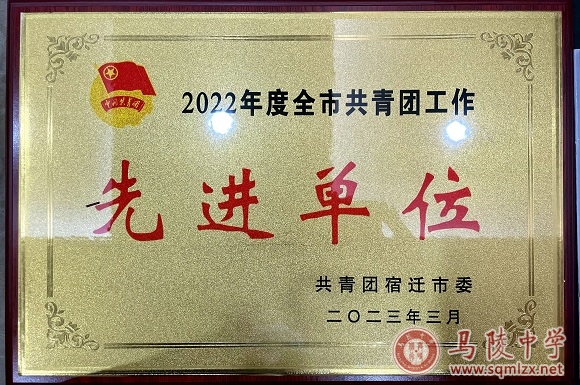 2022年度全市共青团工作
中国共青团
先进单位
共青团宿迁市委
二〇二三年三月
马陵中学
www.sqmlzx.net